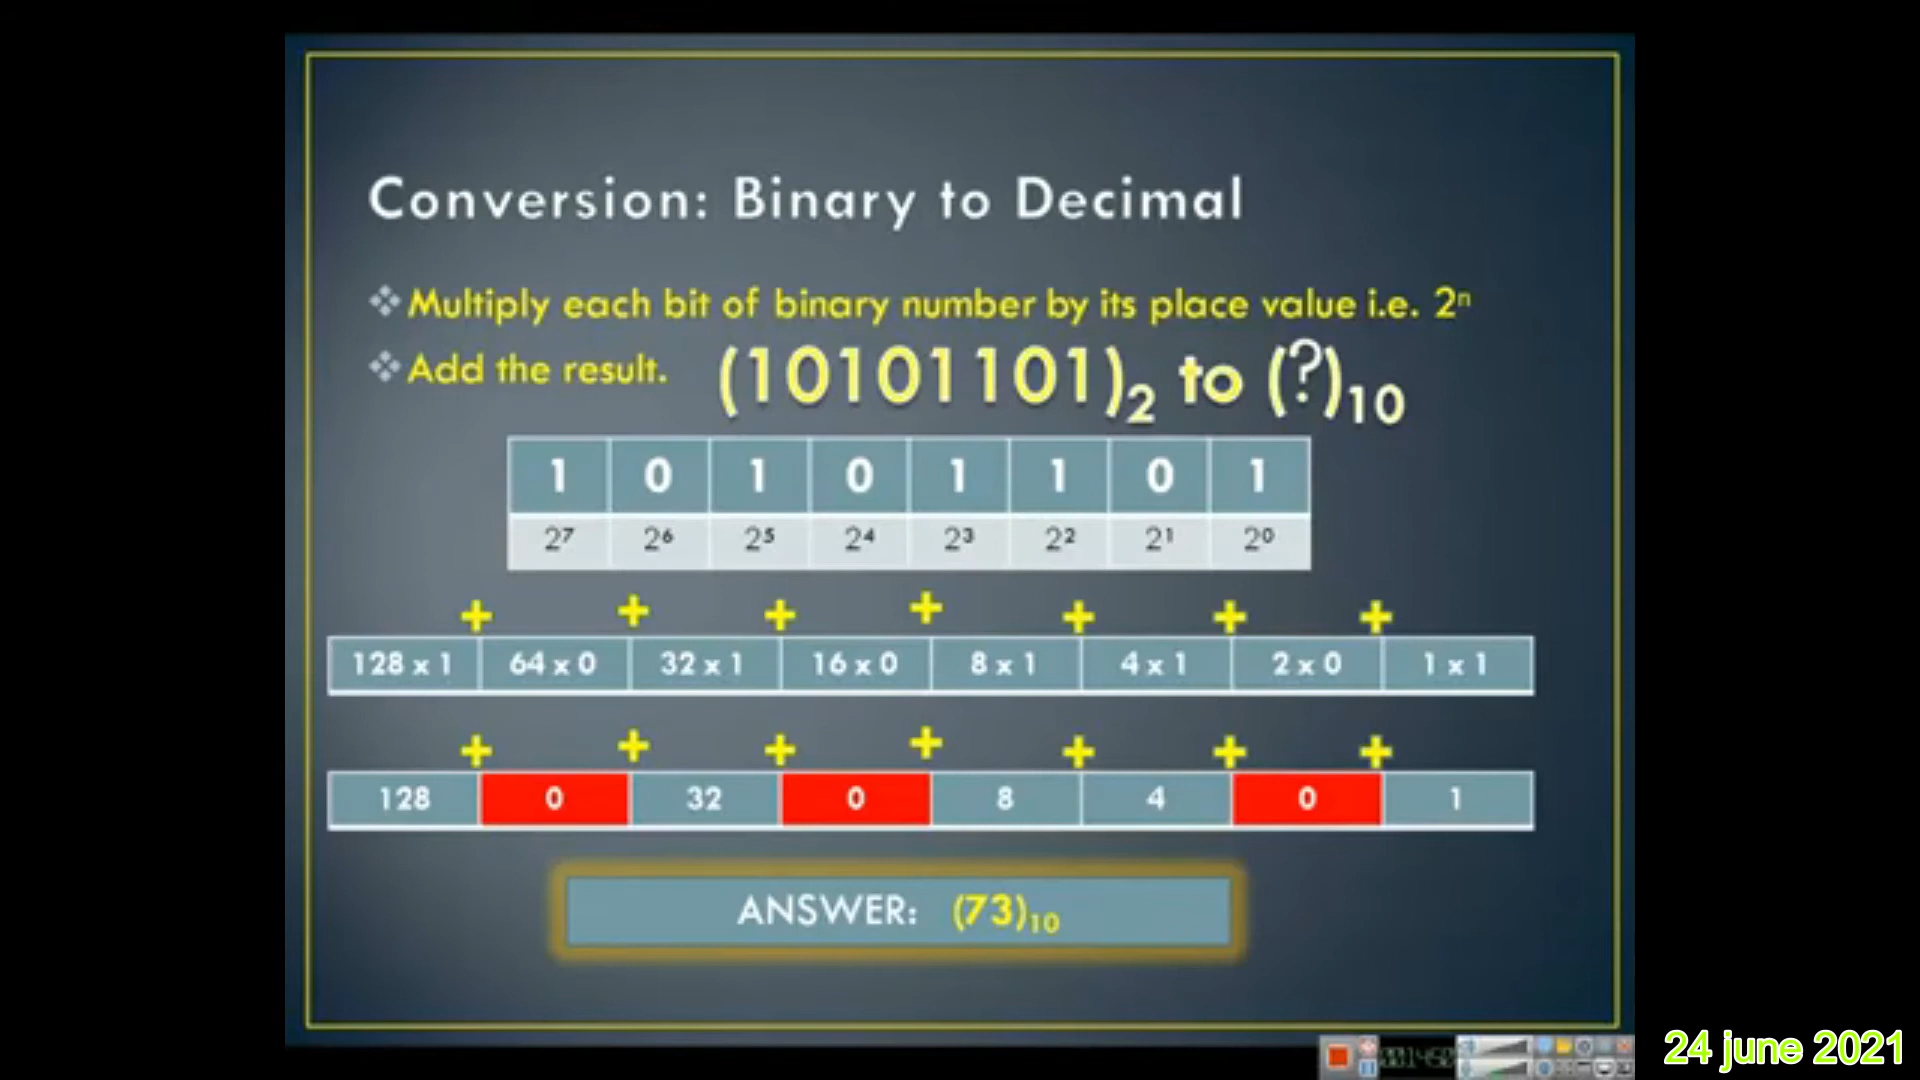 Conversion: Binary to Decimal
Multiply each bit of binary number by its place value i.e. 2ⁿ
Add the result. (10101101)₂ to (?)₁₀
1 0 1 0 1 1 0 1
2⁷ 2⁶ 2⁵ 2⁴ 2³ 2² 2¹ 2⁰
+ + + + + + +
128 x 1 64 x 0 32 x 1 16 x 0 8 x 1 4 x 1 2 x 0 1 x 1
+ + + + + + +
128 0 32 0 8 4 0 1
ANSWER: (73)₁₀
24 june 2021